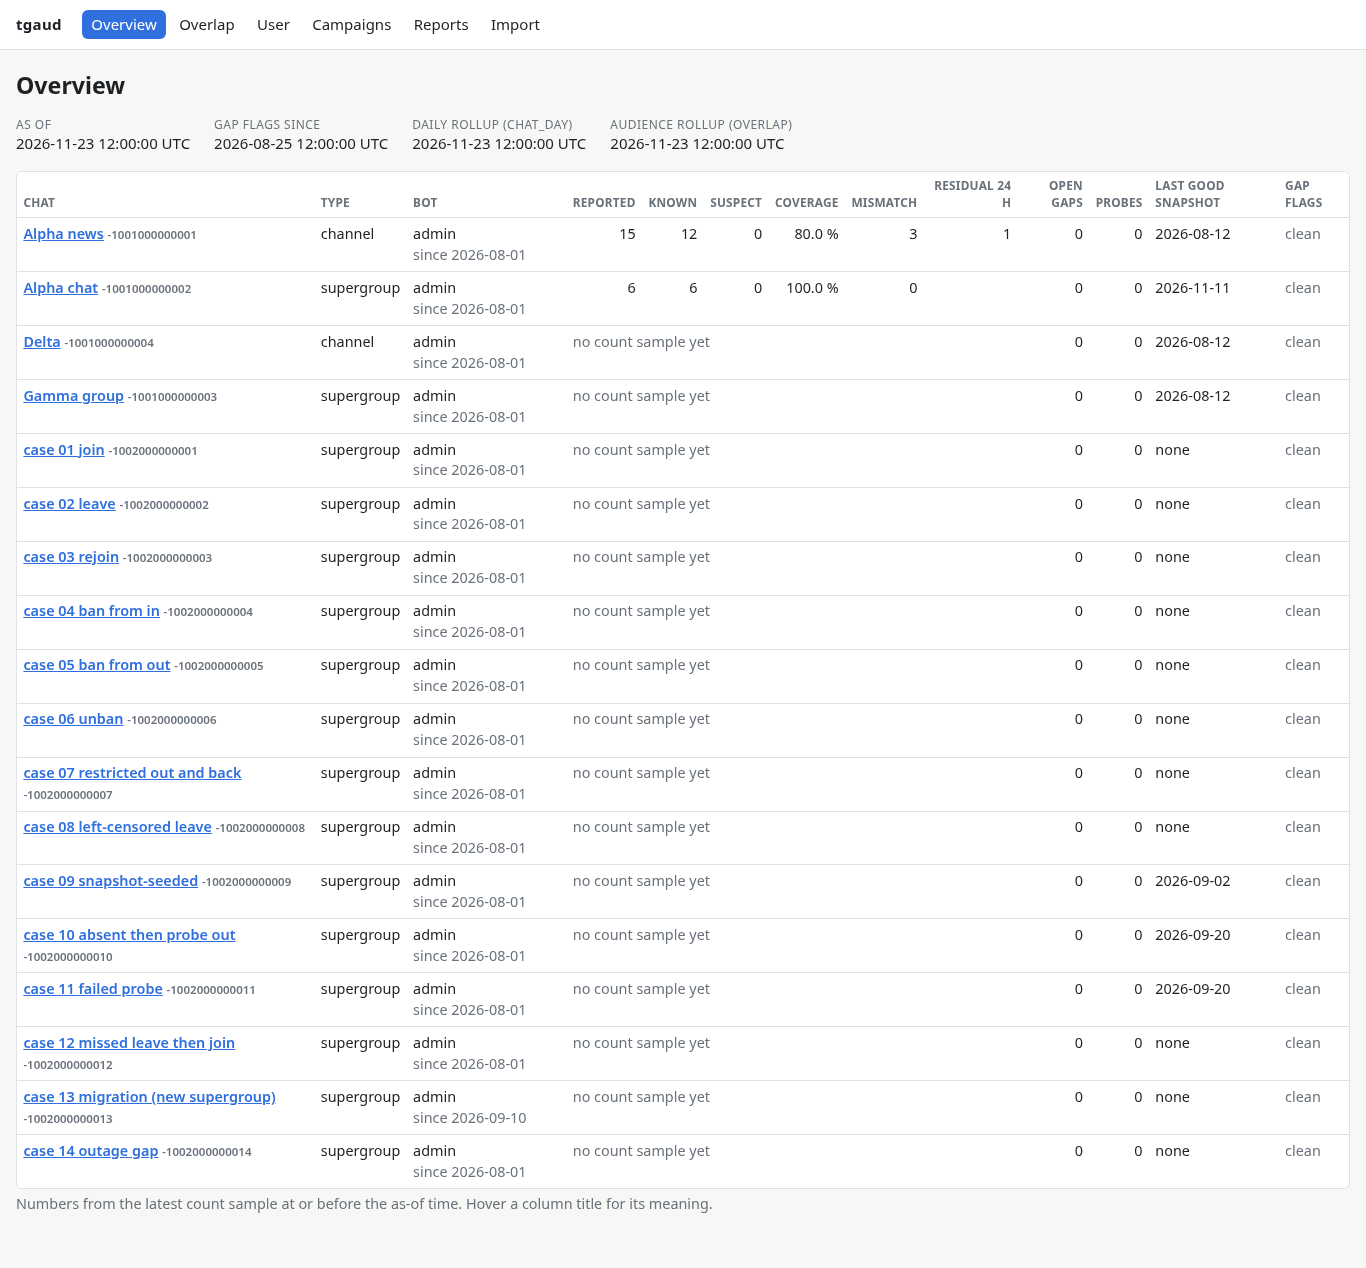 tgaud Overview Overlap User Campaigns Reports Import
Overview
AS OF GAP FLAGS SINCE DAILY ROLLUP (CHAT_DAY) AUDIENCE ROLLUP (OVERLAP)
2026-11-23 12:00:00 UTC 2026-08-25 12:00:00 UTC 2026-11-23 12:00:00 UTC 2026-11-23 12:00:00 UTC
CHAT TYPE BOT REPORTED KNOWN SUSPECT COVERAGE MISMATCH RESIDUAL 24 H OPEN GAPS PROBES LAST GOOD SNAPSHOT GAP FLAGS
Alpha news -1001000000001 channel admin 15 12 0 80.0 % 3 1 0 0 2026-08-12 clean
since 2026-08-01
Alpha chat -1001000000002 supergroup admin 6 6 0 100.0 % 0 0 0 2026-11-11 clean
since 2026-08-01
Delta -1001000000004 channel admin no count sample yet 0 0 2026-08-12 clean
since 2026-08-01
Gamma group -1001000000003 supergroup admin no count sample yet 0 0 2026-08-12 clean
since 2026-08-01
case 01 join -1002000000001 supergroup admin no count sample yet 0 0 none clean
since 2026-08-01
case 02 leave -1002000000002 supergroup admin no count sample yet 0 0 none clean
since 2026-08-01
case 03 rejoin -1002000000003 supergroup admin no count sample yet 0 0 none clean
since 2026-08-01
case 04 ban from in -1002000000004 supergroup admin no count sample yet 0 0 none clean
since 2026-08-01
case 05 ban from out -1002000000005 supergroup admin no count sample yet 0 0 none clean
since 2026-08-01
case 06 unban -1002000000006 supergroup admin no count sample yet 0 0 none clean
since 2026-08-01
case 07 restricted out and back supergroup admin no count sample yet 0 0 none clean
-1002000000007 since 2026-08-01
case 08 left-censored leave -1002000000008 supergroup admin no count sample yet 0 0 none clean
since 2026-08-01
case 09 snapshot-seeded -1002000000009 supergroup admin no count sample yet 0 0 2026-09-02 clean
since 2026-08-01
case 10 absent then probe out supergroup admin no count sample yet 0 0 2026-09-20 clean
-1002000000010 since 2026-08-01
case 11 failed probe -1002000000011 supergroup admin no count sample yet 0 0 2026-09-20 clean
since 2026-08-01
case 12 missed leave then join supergroup admin no count sample yet 0 0 none clean
-1002000000012 since 2026-08-01
case 13 migration (new supergroup) supergroup admin no count sample yet 0 0 none clean
-1002000000013 since 2026-09-10
case 14 outage gap -1002000000014 supergroup admin no count sample yet 0 0 none clean
since 2026-08-01
Numbers from the latest count sample at or before the as-of time. Hover a column title for its meaning.